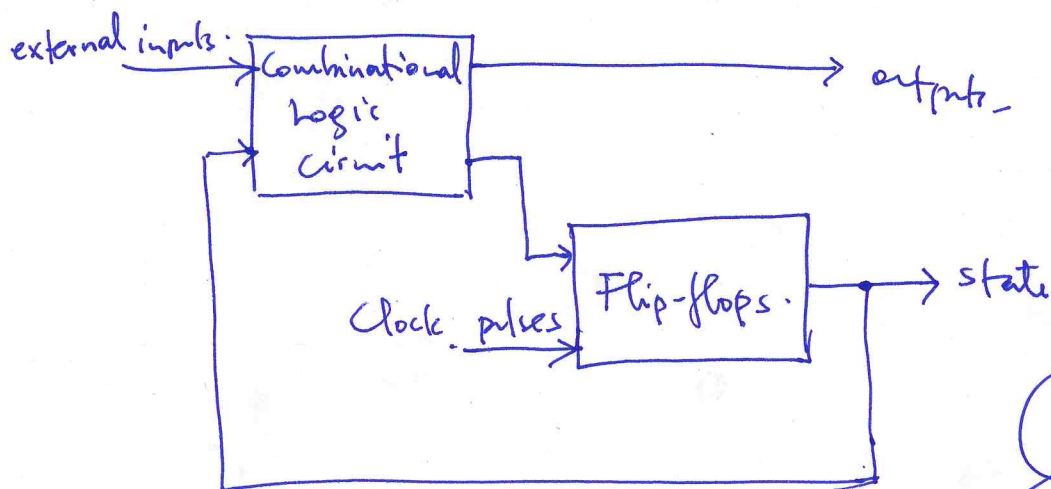 external inputs.
Combinational
Logic
Circuit
outputs
Flip-flops.
state
Clock pulses